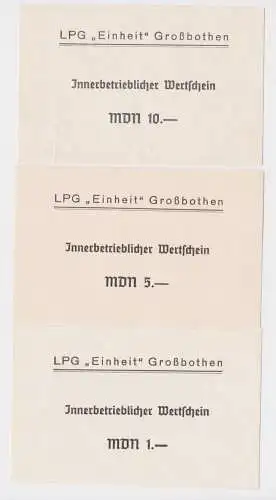 LPG „Einheit" Großbothen
Innerbetrieblicher Wertschein
MDN 10.—
LPG „Einheit" Großbothen
Innerbetrieblicher Wertschein
MDN 5.—
LPG „Einheit" Großbothen
Innerbetrieblicher Wertschein
MDN 1.—